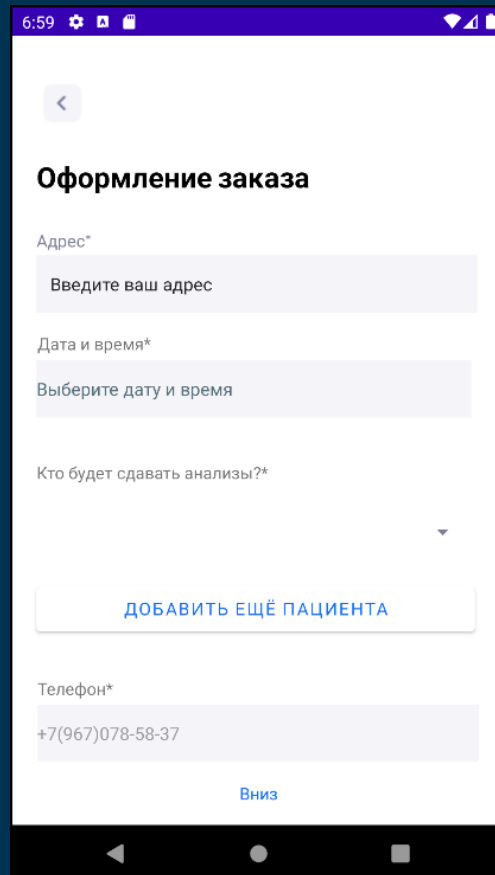 6:59
Оформление заказа
Адрес*
Введите ваш адрес
Дата и время*
Выберите дату и время
Кто будет сдавать анализы?*
ДОБАВИТЬ ЕЩЁ ПАЦИЕНТА
Телефон*
+7(967)078-58-37
Вниз